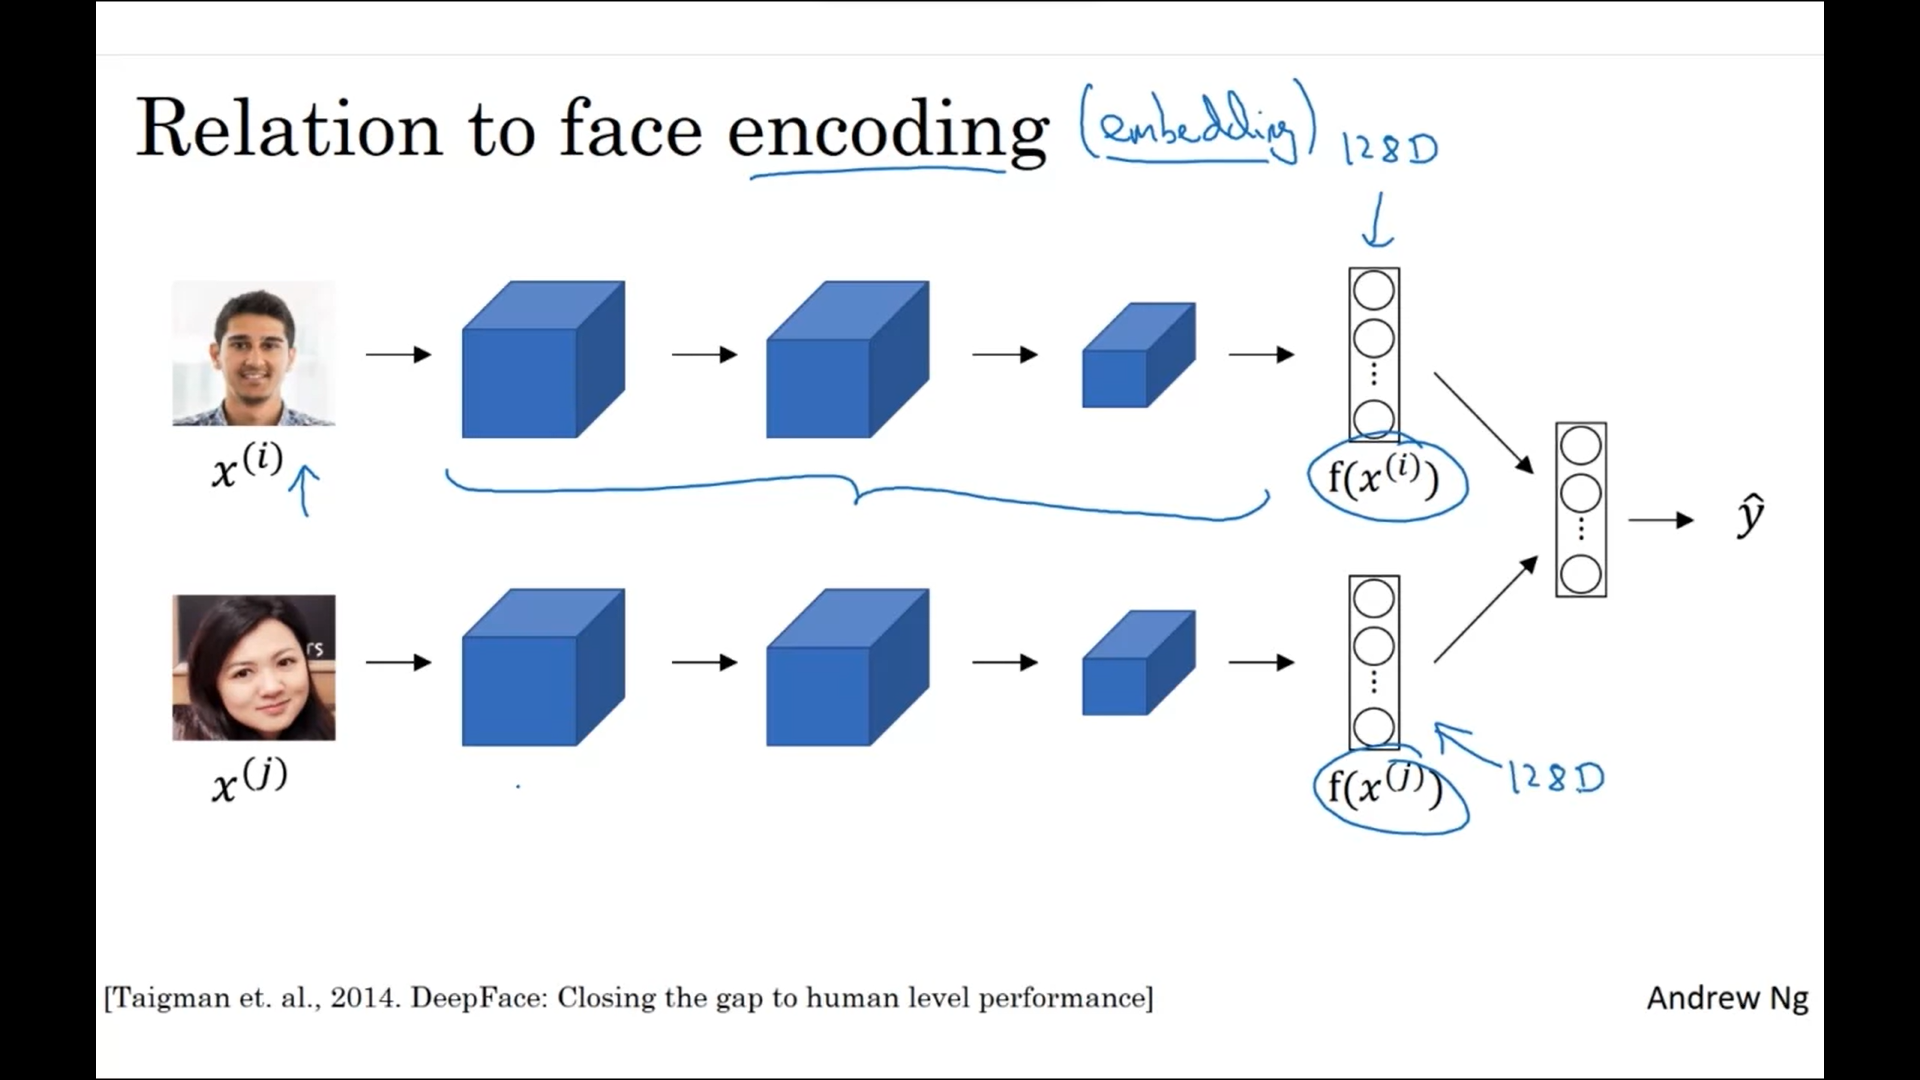 Relation to face encoding (embedding)
128D
x^(i)
f(x^(i))
ŷ
rs
x^(j)
f(x^(j))
128D
[Taigman et. al., 2014. DeepFace: Closing the gap to human level performance]
Andrew Ng